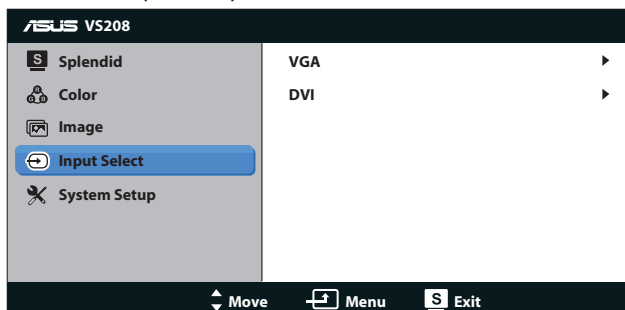 ASUS VS208
S Splendid
Color
Image
Input Select
System Setup
VGA
DVI
Move Menu S Exit